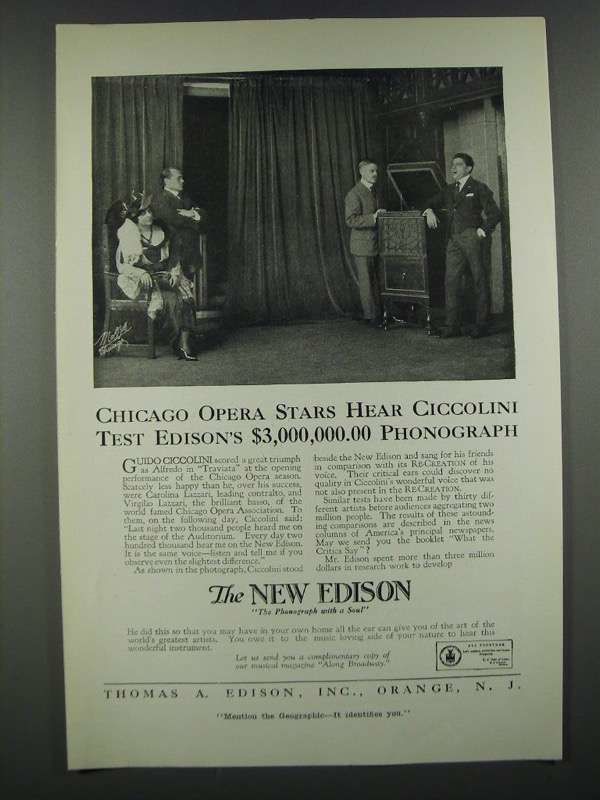 CHICAGO OPERA STARS HEAR CICCOLINI
TEST EDISON'S $3,000,000.00 PHONOGRAPH
GUIDO CICCOLINI scored a great triumph
as Alfredo in "Traviata" at the opening
performance of the Chicago Opera season.
Scarcely less happy than he, over his success,
were Carolina Lazzari, leading contralto, and
Virgilio Lazzari, the brilliant basso, of the
world famed Chicago Opera Association. To
them, on the following day, Ciccolini said:
"Last night two thousand people heard me on
the stage of the Auditorium. Every day two
hundred thousand hear me on the New Edison.
It is the same voice—listen and tell me if you
observe even the slightest difference."
As shown in the photograph, Ciccolini stood
beside the New Edison and sang for his friends
in comparison with its RE-CREATION of his
voice. Their critical ears could discover no
quality in Ciccolini's wonderful voice that was
not also present in the RE-CREATION.
Similar tests have been made by thirty dif-
ferent artists before audiences aggregating two
million people. The results of these astound-
ing comparisons are described in the news
columns of America's principal newspapers.
May we send you the booklet "What the
Critics Say"?
Mr. Edison spent more than three million
dollars in research work to develop
The NEW EDISON
"The Phonograph with a Soul"
He did this so that you may have in your own home all the ear can give you of the art of the
world's greatest artists. You owe it to the music loving side of your nature to hear this
wonderful instrument.
Let us send you a complimentary copy of
our musical magazine "Along Broadway."
THOMAS A. EDISON, INC., ORANGE, N. J.
"Mention the Geographic—It identifies you."